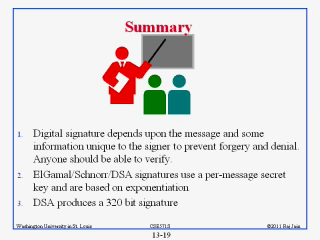 Summary
1. Digital signature depends upon the message and some
information unique to the signer to prevent forgery and denial.
Anyone should be able to verify.
2. ElGamal/Schnorr/DSA signatures use a per-message secret
key and are based on exponentiation
3. DSA produces a 320 bit signature
Washington University in St. Louis CSE571S ©2011 Raj Jain
13-19